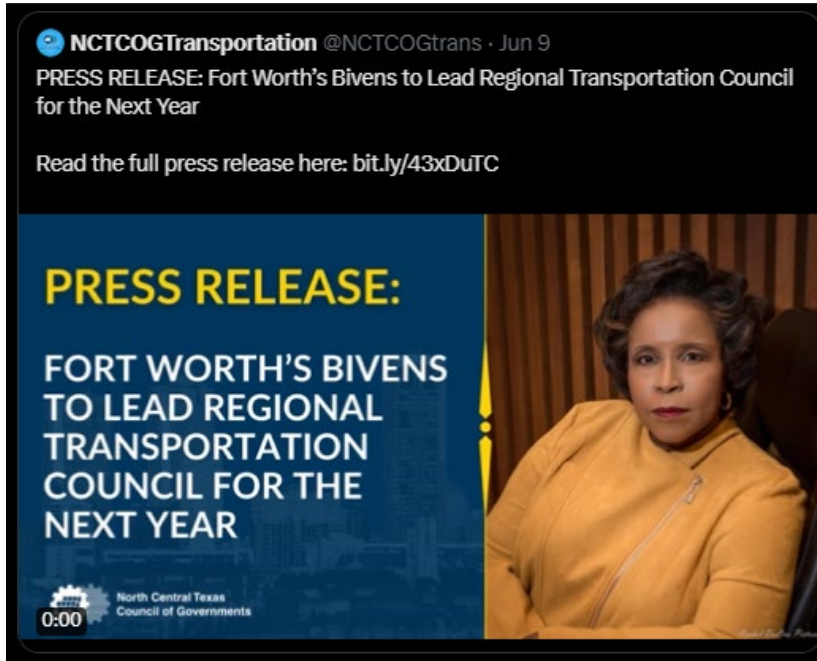 NCTCOGTransportation @NCTCOGtrans · Jun 9
PRESS RELEASE: Fort Worth’s Bivens to Lead Regional Transportation Council
for the Next Year
Read the full press release here: bit.ly/43xDuTC
PRESS RELEASE:
FORT WORTH’S BIVENS
TO LEAD REGIONAL
TRANSPORTATION
COUNCIL FOR THE
NEXT YEAR
North Central Texas
Council of Governments
0:00